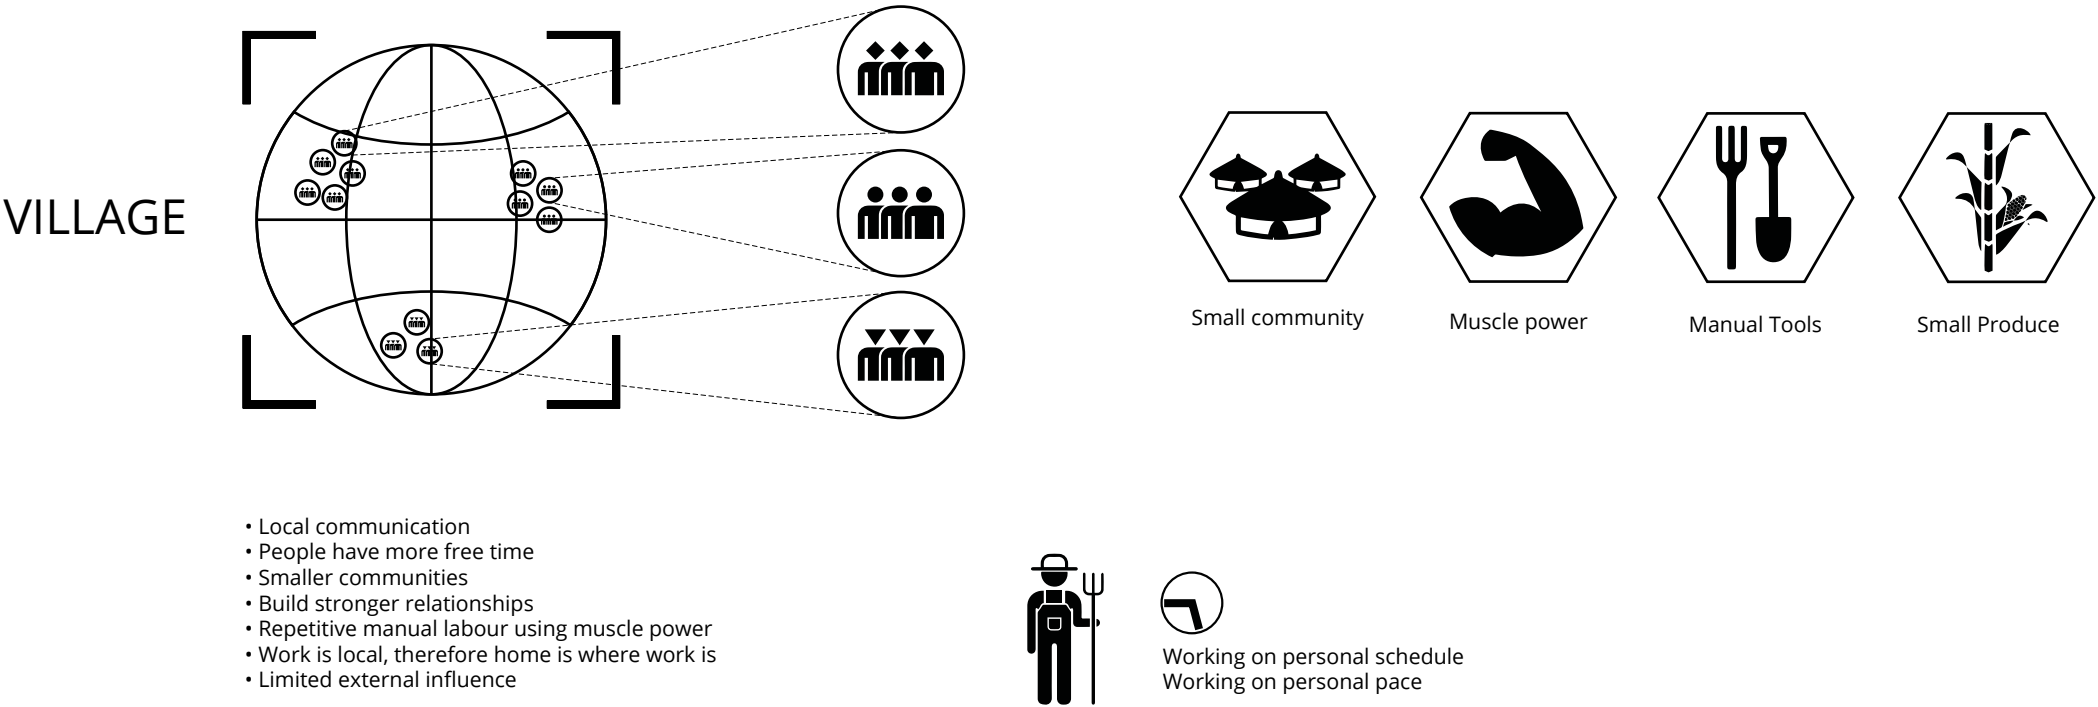 VILLAGE
Small community
Muscle power
Manual Tools
Small Produce
• Local communication
• People have more free time
• Smaller communities
• Build stronger relationships
• Repetitive manual labour using muscle power
• Work is local, therefore home is where work is
• Limited external influence
Working on personal schedule
Working on personal pace